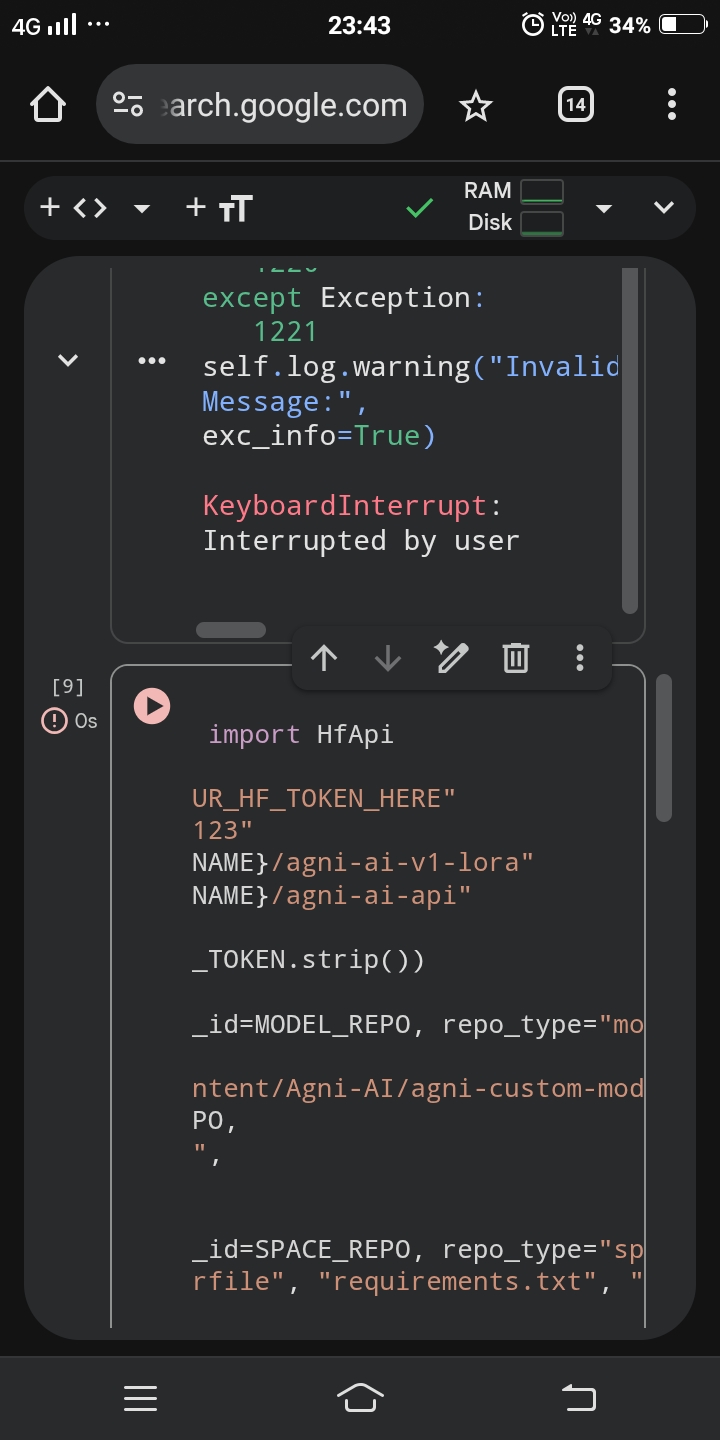 4G
23:43
Vo)) LTE 4G 34%
earch.google.com
14
RAM
Disk
except Exception:
1221
self.log.warning("Invalid
Message:",
exc_info=True)
KeyboardInterrupt:
Interrupted by user
[9]
0s
import HfApi
UR_HF_TOKEN_HERE"
123"
NAME}/agni-ai-v1-lora"
NAME}/agni-ai-api"
_TOKEN.strip())
_id=MODEL_REPO, repo_type="mo
ntent/Agni-AI/agni-custom-mod
PO,
",
_id=SPACE_REPO, repo_type="sp
rfile", "requirements.txt", "